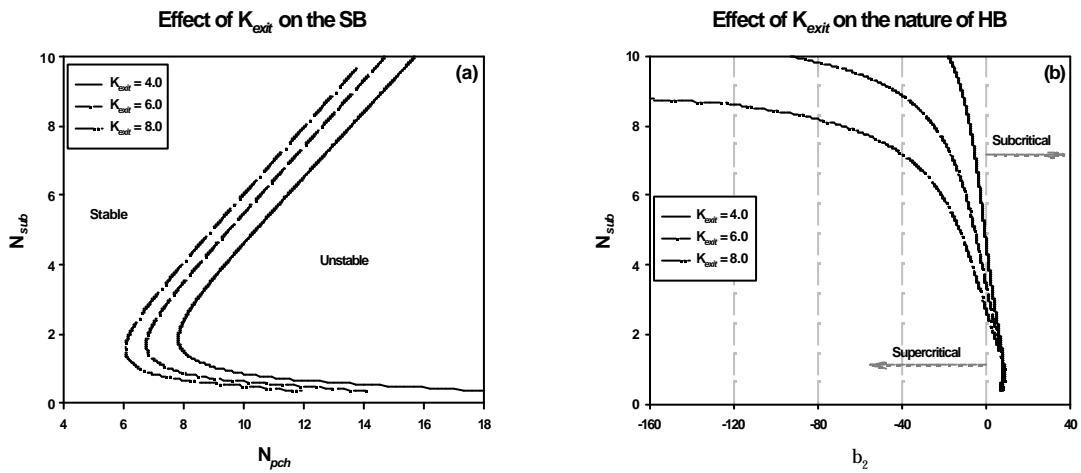 Effect of K_exit on the SB
(a)
K_exit = 4.0
K_exit = 6.0
K_exit = 8.0
Stable
Unstable
N_sub
10
8
6
4
2
0
4 6 8 10 12 14 16 18
N_pch
Effect of K_exit on the nature of HB
(b)
Subcritical
K_exit = 4.0
K_exit = 6.0
K_exit = 8.0
Supercritical
N_sub
10
8
6
4
2
0
-160 -120 -80 -40 0 40
b₂